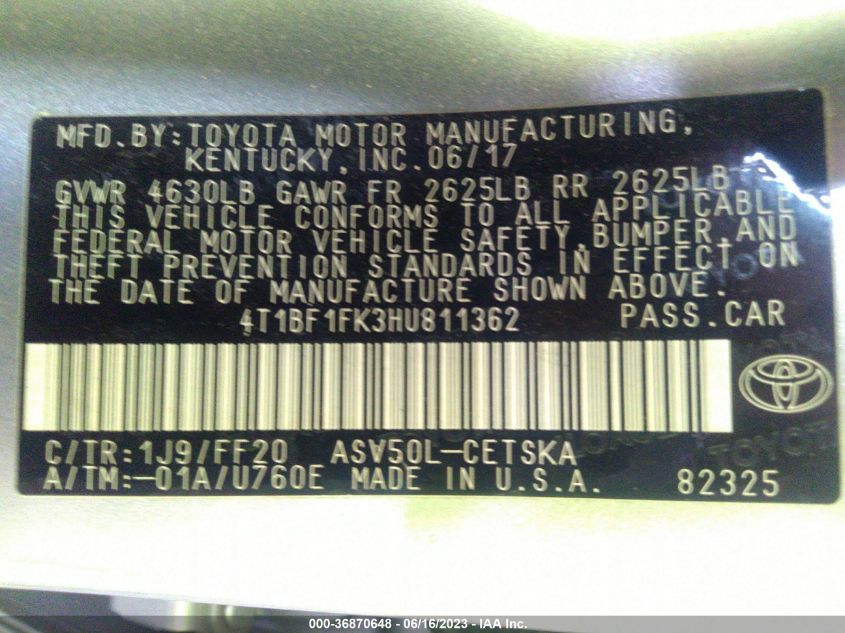 MFD.BY:TOYOTA MOTOR MANUFACTURING,
KENTUCKY,INC.06/17
GVWR 4630LB GAWR FR 2625LB RR 2625LB
THIS VEHICLE CONFORMS TO ALL APPLICABLE
FEDERAL MOTOR VEHICLE SAFETY,BUMPER,AND
THEFT PREVENTION STANDARDS IN EFFECT ON
THE DATE OF MANUFACTURE SHOWN ABOVE.
4T1BF1FK3HU811362 PASS.CAR
C/TR:1J9/FF20 ASV50L-CETSKA
TOYOTA
A/TM:-01A/U760E MADE IN U.S.A. 82325
000-36870648 - 06/16/2023 - IAA Inc.